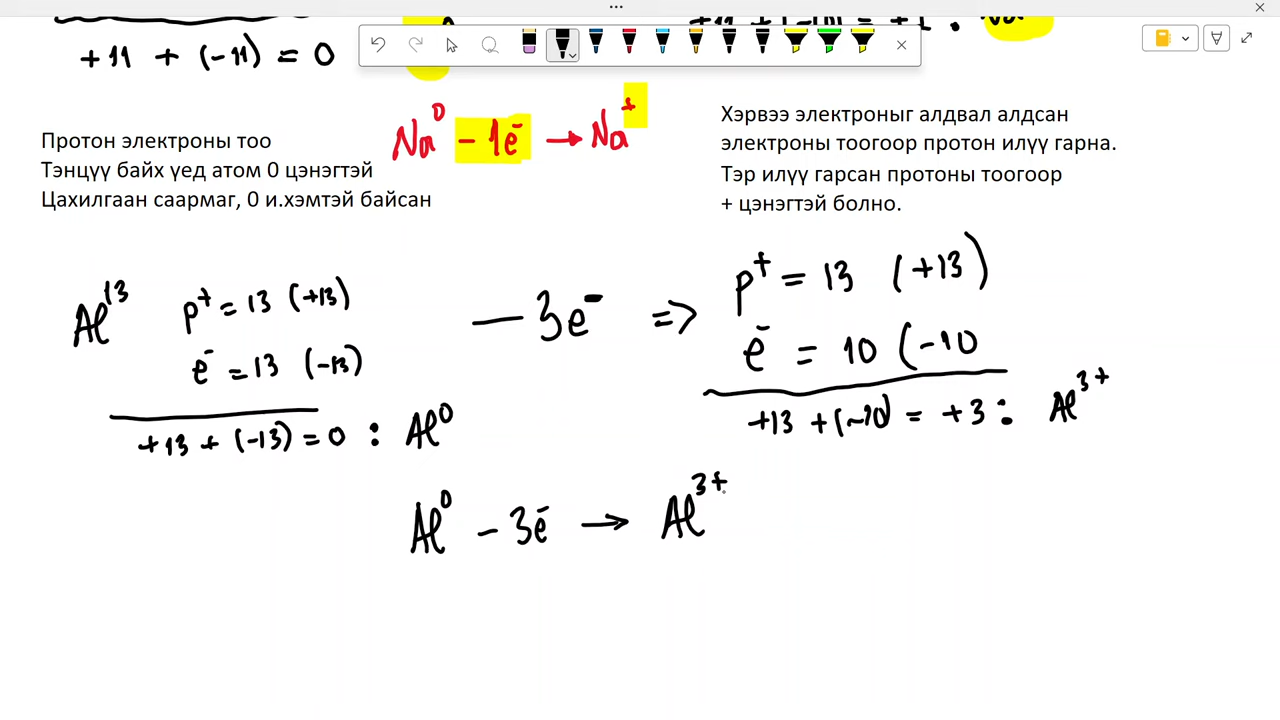 +11 + (-11) = 0
Na⁰ - 1e⁻ → Na⁺
Протон электроны тоо
Тэнцүү байх үед атом 0 цэнэгтэй
Цахилгаан саармаг, 0 и.хэмтэй байсан
Хэрвээ электроныг алдвал алдсан
электроны тоогоор протон илүү гарна.
Тэр илүү гарсан протоны тоогоор
+ цэнэгтэй болно.
Al¹³ p⁺ = 13 (+13)
e⁻ = 13 (-13)
+13 + (-13) = 0 : Al⁰
- 3e⁻ =>
p⁺ = 13 (+13)
e⁻ = 10 (-10
+13 + (-10) = +3 : Al³⁺
Al⁰ - 3e⁻ → Al³⁺